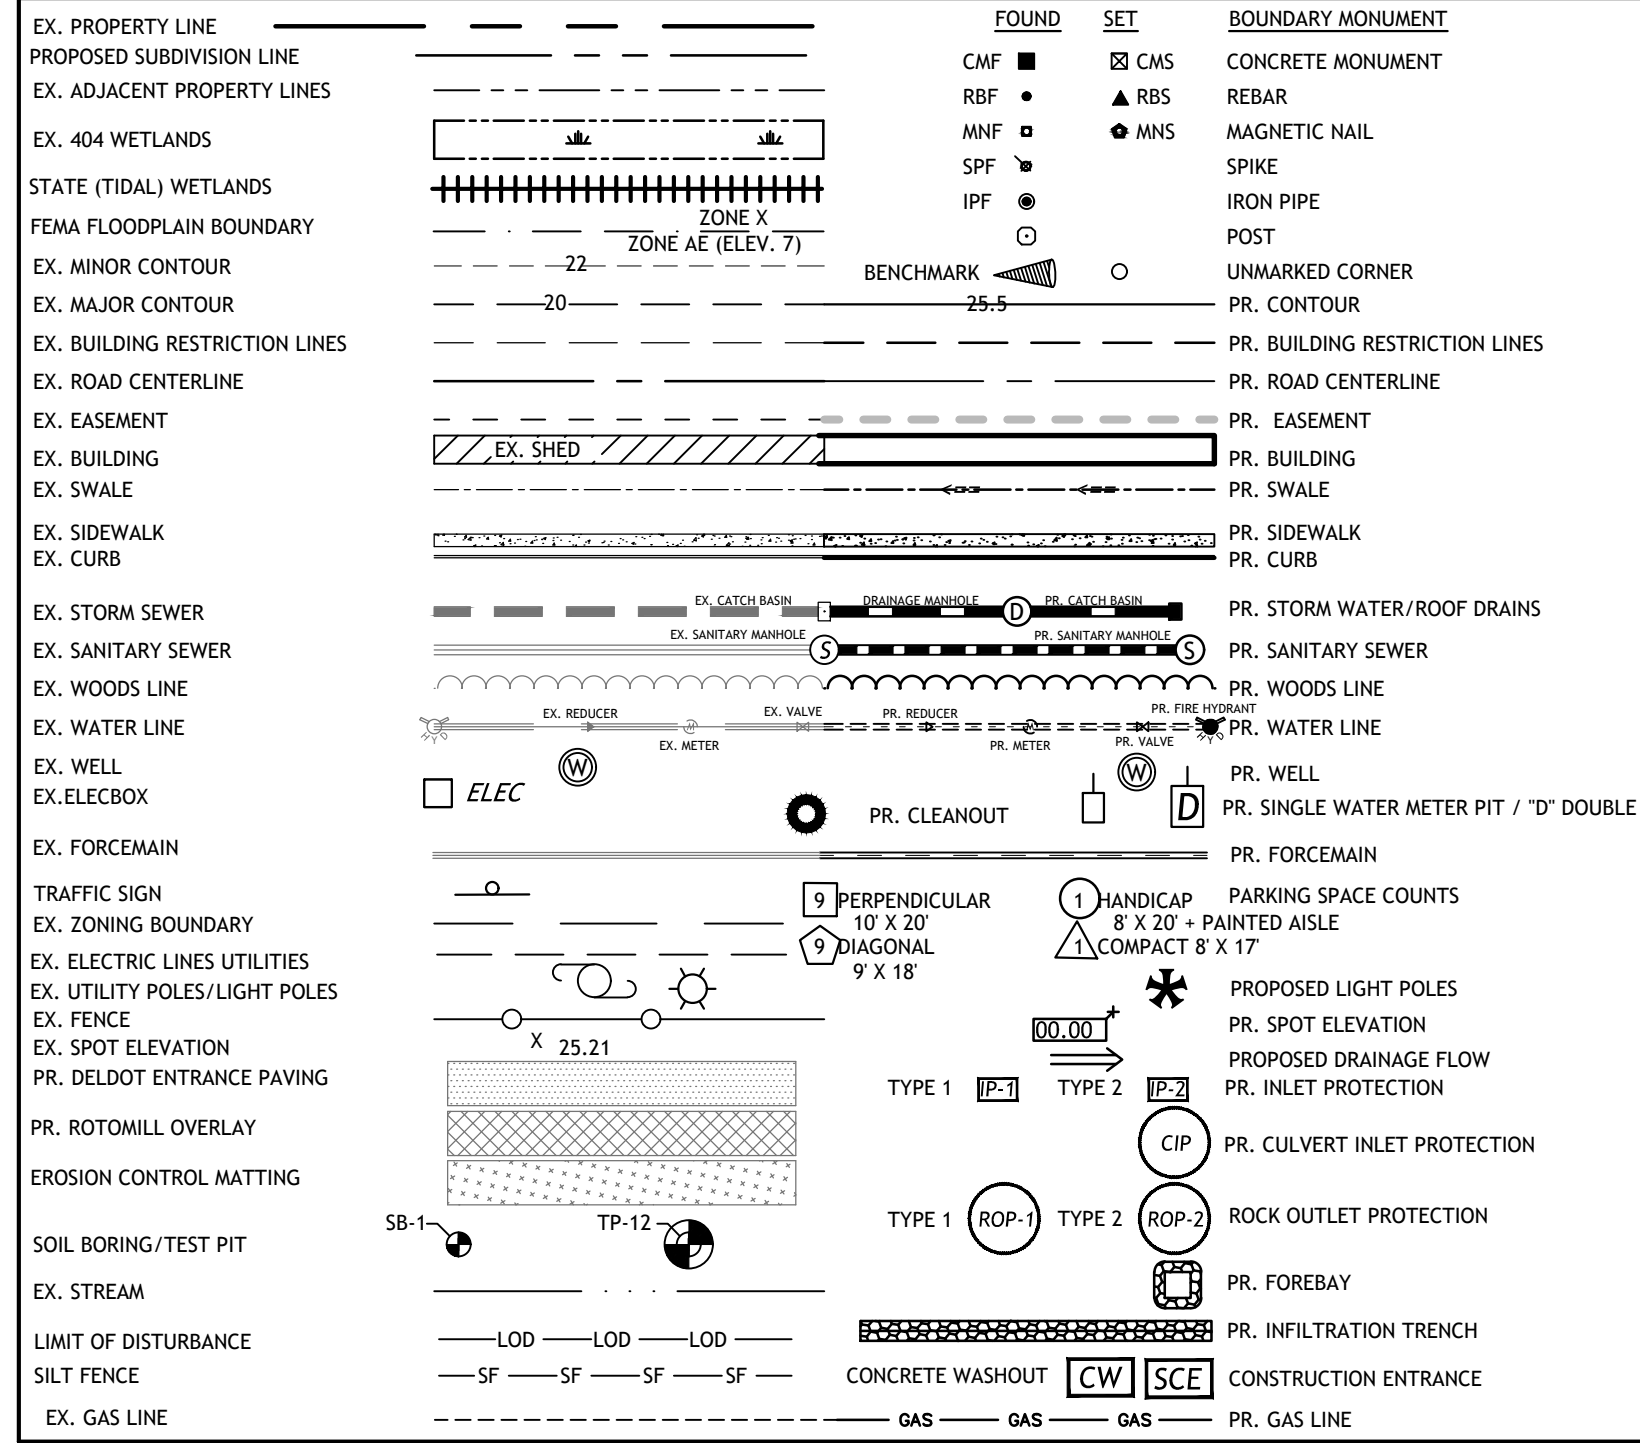 EX. PROPERTY LINE
FOUND SET BOUNDARY MONUMENT
PROPOSED SUBDIVISION LINE
CMF CMS CONCRETE MONUMENT
EX. ADJACENT PROPERTY LINES
RBF RBS REBAR
EX. 404 WETLANDS
MNF MNS MAGNETIC NAIL
SPF SPIKE
STATE (TIDAL) WETLANDS
IPF IRON PIPE
ZONE X
FEMA FLOODPLAIN BOUNDARY
ZONE AE (ELEV. 7)
POST
EX. MINOR CONTOUR 22
BENCHMARK UNMARKED CORNER
EX. MAJOR CONTOUR 20 25.5 PR. CONTOUR
EX. BUILDING RESTRICTION LINES PR. BUILDING RESTRICTION LINES
EX. ROAD CENTERLINE PR. ROAD CENTERLINE
EX. EASEMENT PR. EASEMENT
EX. BUILDING EX. SHED PR. BUILDING
EX. SWALE PR. SWALE
EX. SIDEWALK PR. SIDEWALK
EX. CURB PR. CURB
EX. CATCH BASIN DRAINAGE MANHOLE PR. CATCH BASIN
EX. STORM SEWER D PR. STORM WATER/ROOF DRAINS
EX. SANITARY MANHOLE PR. SANITARY MANHOLE
EX. SANITARY SEWER S S PR. SANITARY SEWER
EX. WOODS LINE PR. WOODS LINE
EX. REDUCER EX. VALVE PR. REDUCER PR. FIRE HYDRANT
EX. WATER LINE HYD M M HYD PR. WATER LINE
EX. METER PR. METER PR. VALVE
EX. WELL W W PR. WELL
EX.ELECBOX ELEC
PR. CLEANOUT D PR. SINGLE WATER METER PIT / "D" DOUBLE
EX. FORCEMAIN PR. FORCEMAIN
TRAFFIC SIGN 9 PERPENDICULAR 1 HANDICAP PARKING SPACE COUNTS
EX. ZONING BOUNDARY 10' X 20' 8' X 20' + PAINTED AISLE
9 DIAGONAL 1 COMPACT 8' X 17'
EX. ELECTRIC LINES UTILITIES 9' X 18'
EX. UTILITY POLES/LIGHT POLES PROPOSED LIGHT POLES
EX. FENCE
00.00 PR. SPOT ELEVATION
EX. SPOT ELEVATION X 25.21
PROPOSED DRAINAGE FLOW
PR. DELDOT ENTRANCE PAVING
TYPE 1 IP-1 TYPE 2 IP-2 PR. INLET PROTECTION
PR. ROTOMILL OVERLAY
CIP PR. CULVERT INLET PROTECTION
EROSION CONTROL MATTING
SB-1 TP-12
TYPE 1 ROP-1 TYPE 2 ROP-2 ROCK OUTLET PROTECTION
SOIL BORING/TEST PIT
EX. STREAM PR. FOREBAY
LIMIT OF DISTURBANCE LOD LOD LOD PR. INFILTRATION TRENCH
SILT FENCE SF SF SF SF CONCRETE WASHOUT CW SCE CONSTRUCTION ENTRANCE
EX. GAS LINE GAS GAS GAS PR. GAS LINE